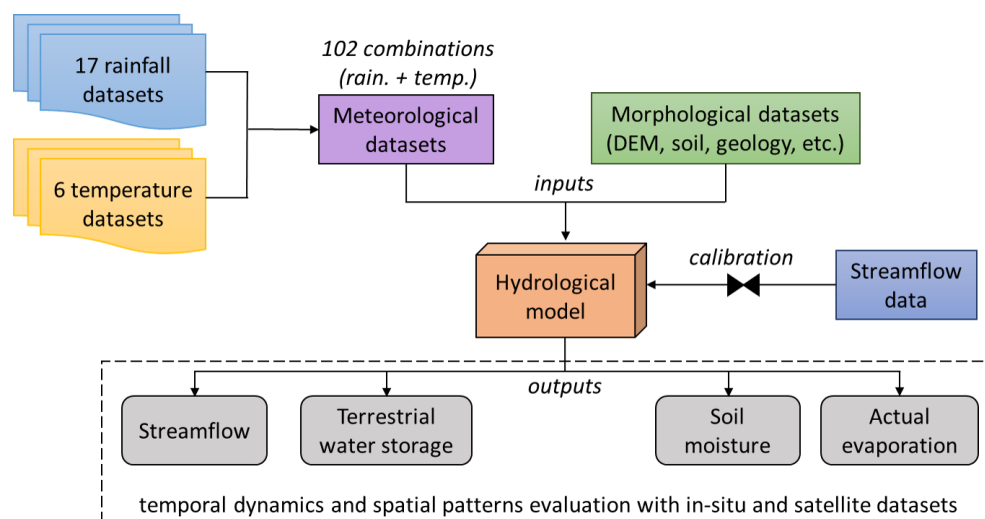 17 rainfall
datasets
102 combinations
(rain. + temp.)
Meteorological
datasets
Morphological datasets
(DEM, soil, geology, etc.)
6 temperature
datasets
inputs
Hydrological
model
calibration
Streamflow
data
outputs
Streamflow
Terrestrial
water storage
Soil
moisture
Actual
evaporation
temporal dynamics and spatial patterns evaluation with in-situ and satellite datasets